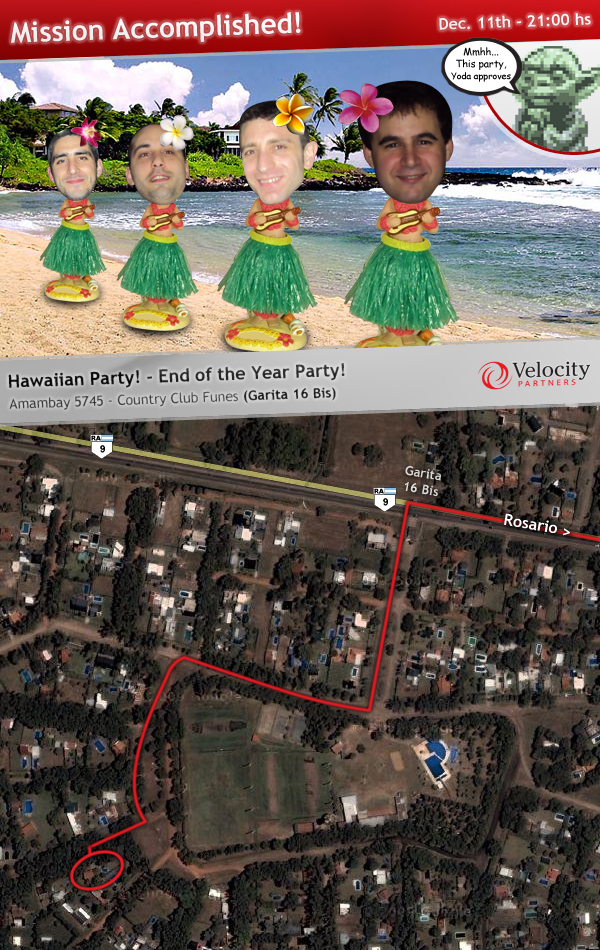 Mission Accomplished!
Dec. 11th - 21:00 hs
Mmhh...
This party,
Yoda approves
Hawaiian Party! - End of the Year Party!
Amambay 5745 - Country Club Funes (Garita 16 Bis)
Velocity
PARTNERS
RA
9
Garita
16 Bis
RA
9
Rosario >